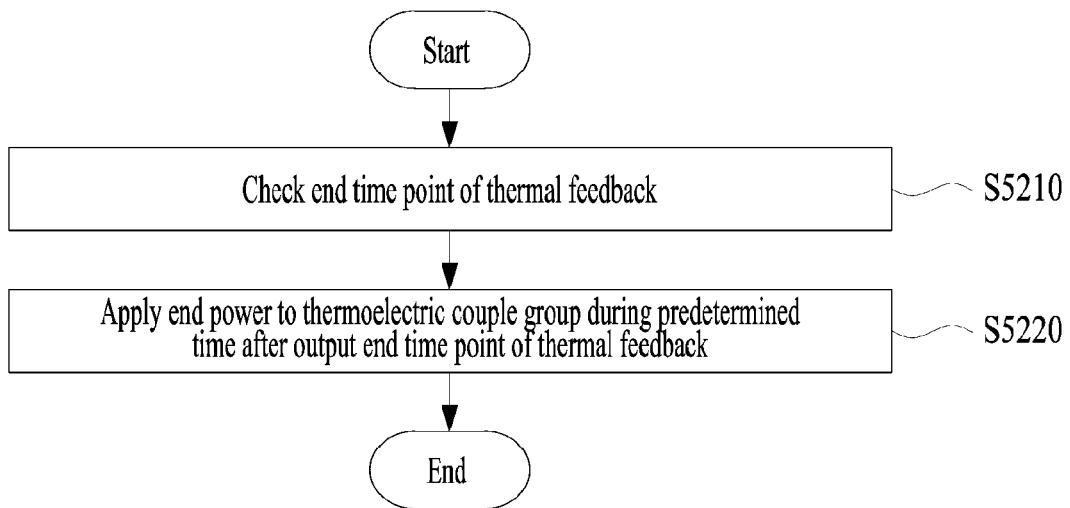 Start
Check end time point of thermal feedback
S5210
Apply end power to thermoelectric couple group during predetermined
time after output end time point of thermal feedback
S5220
End